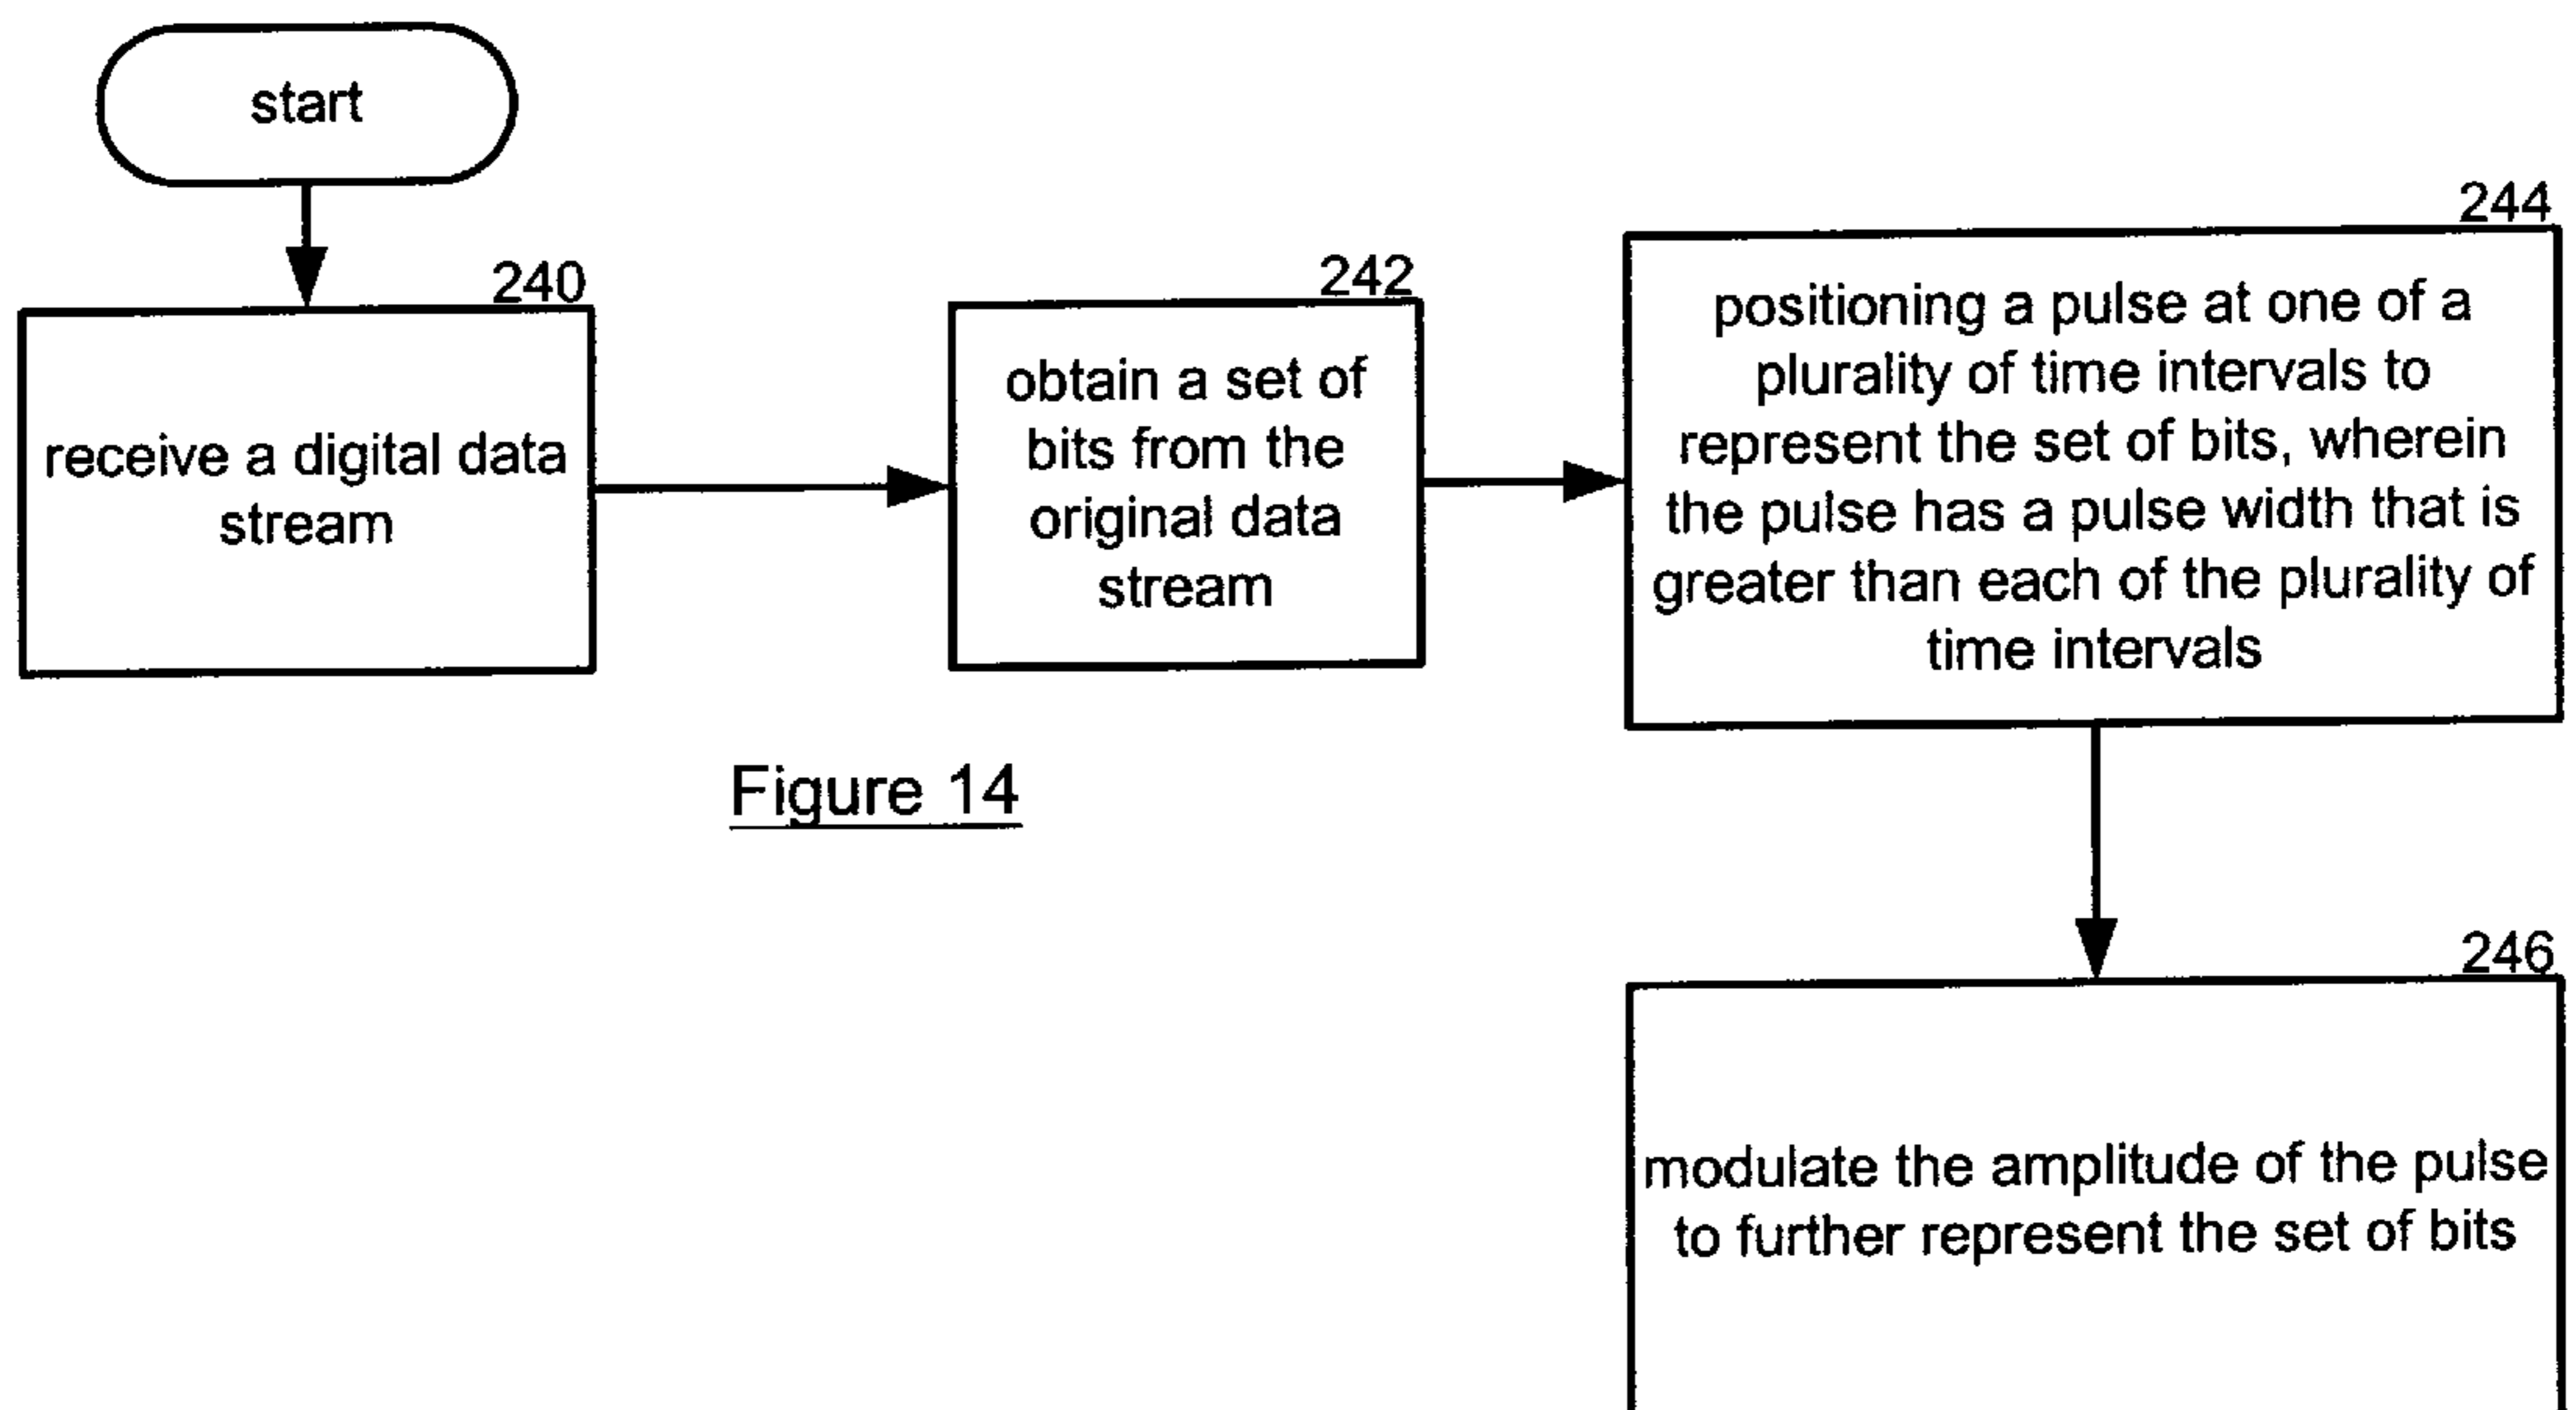 start
240
receive a digital data
stream
242
obtain a set of
bits from the
original data
stream
244
positioning a pulse at one of a
plurality of time intervals to
represent the set of bits, wherein
the pulse has a pulse width that is
greater than each of the plurality of
time intervals
Figure 14
246
modulate the amplitude of the pulse
to further represent the set of bits